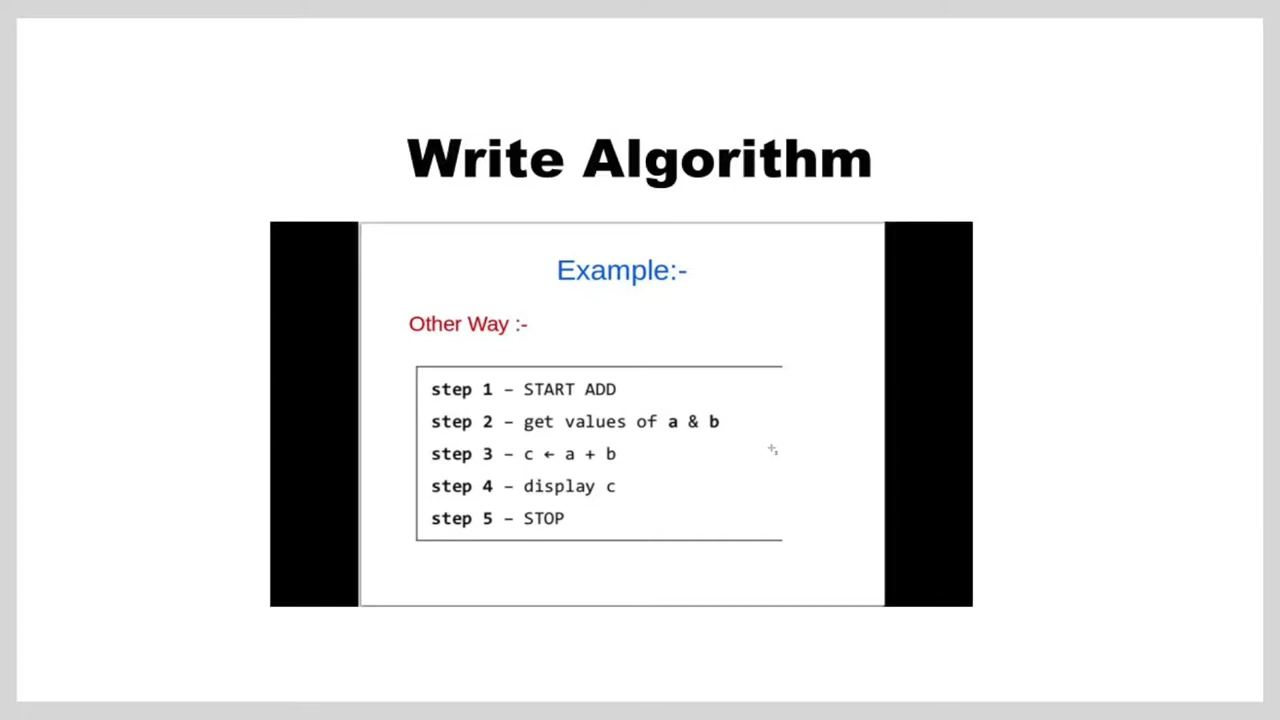 Write Algorithm
Example:-
Other Way :-
step 1 – START ADD
step 2 – get values of a & b
step 3 – c ← a + b
step 4 – display c
step 5 – STOP